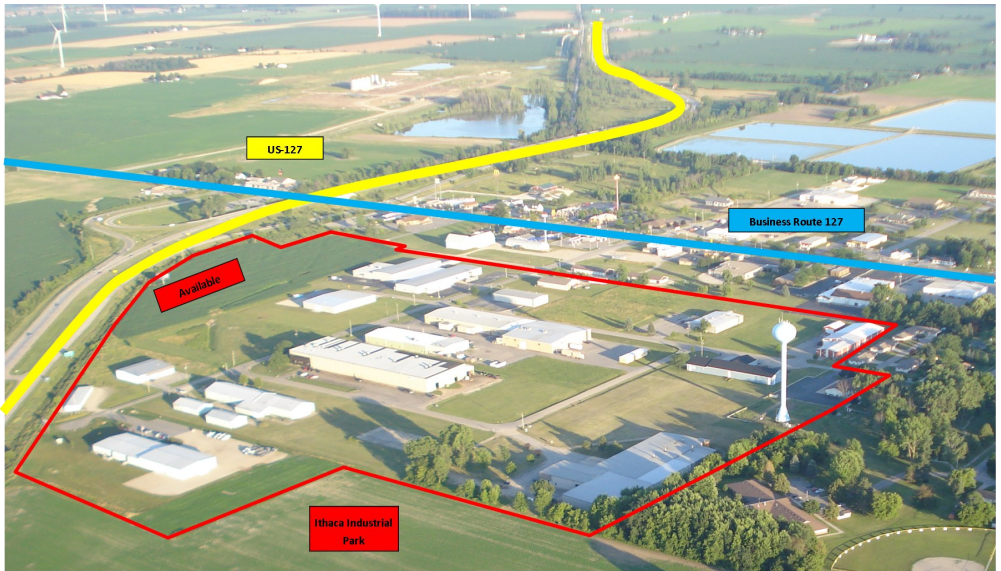 US-127
Business Route 127
Available
Ithaca Industrial
Park